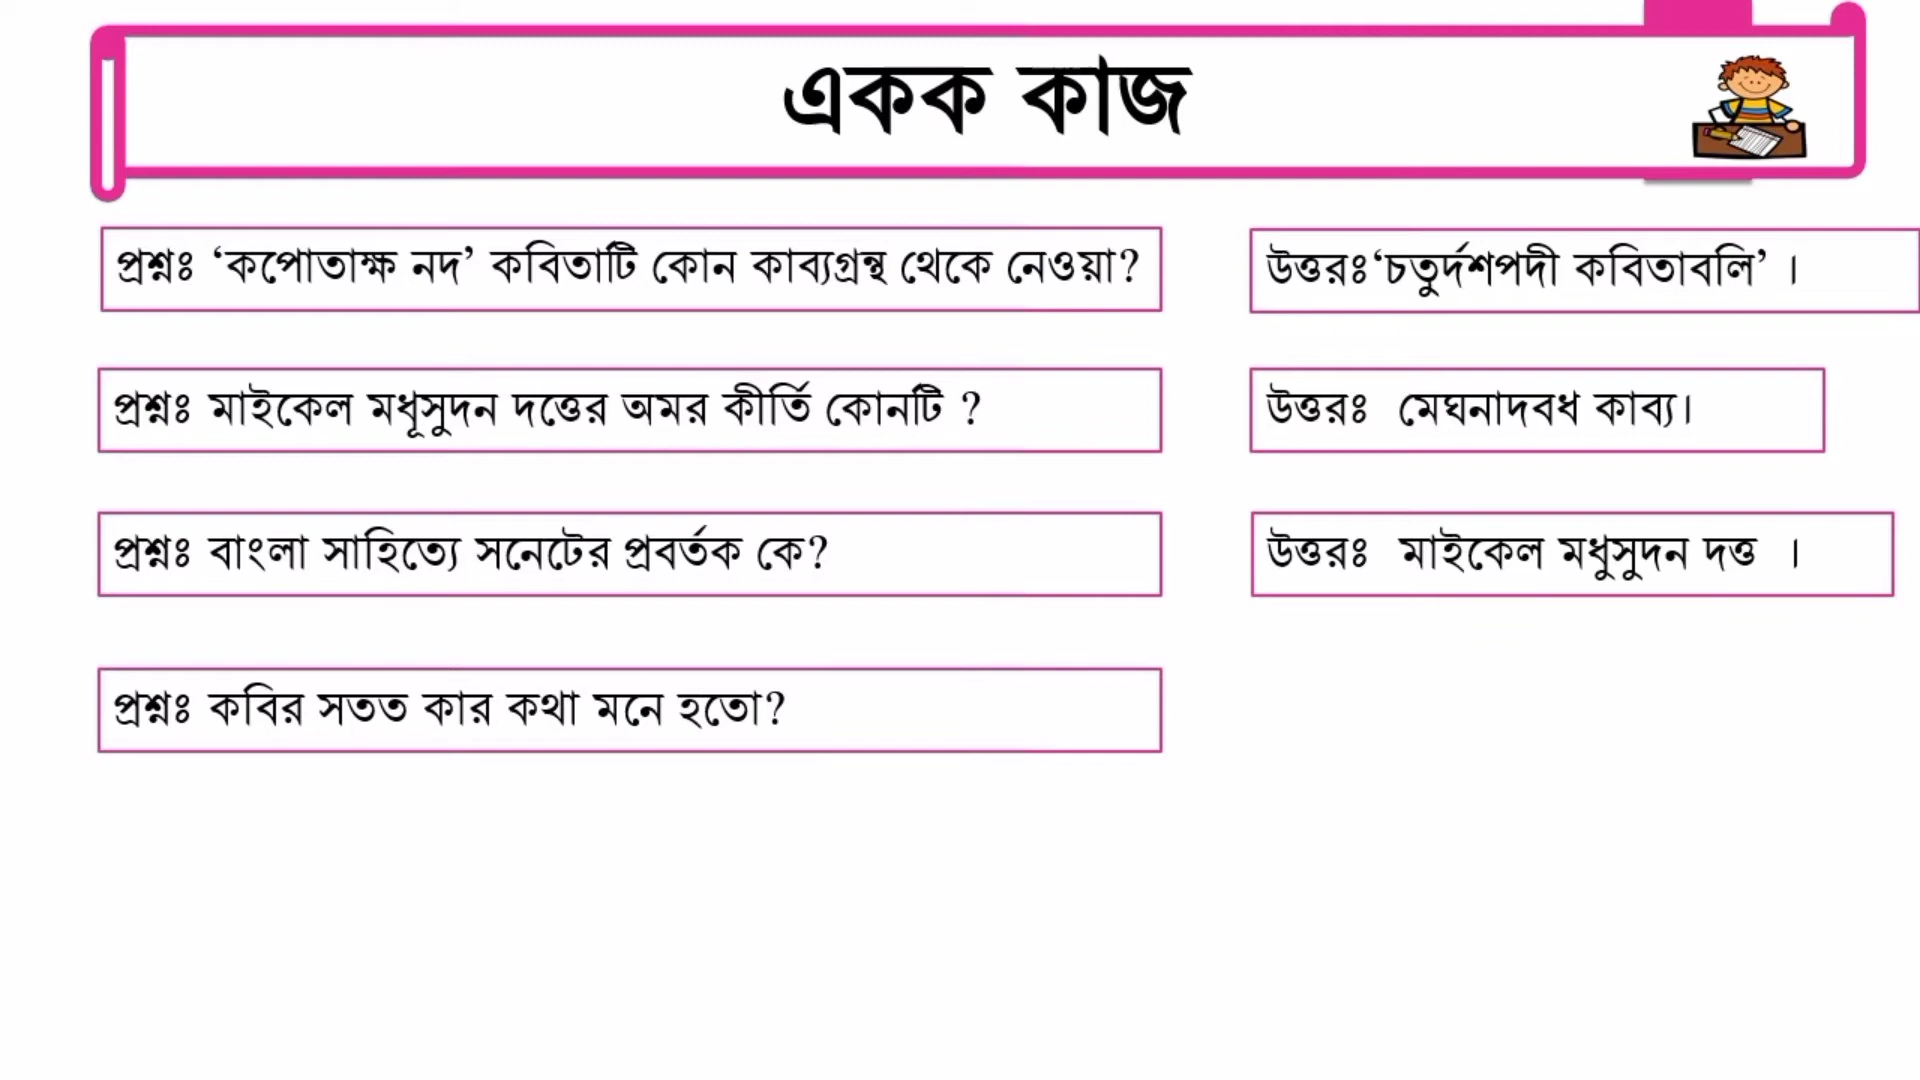 একক কাজ
প্রশ্নঃ ‘কপোতাক্ষ নদ’ কবিতাটি কোন কাব্যগ্রন্থ থেকে নেওয়া?
উত্তরঃ‘চতুর্দশপদী কবিতাবলি’ ।
প্রশ্নঃ মাইকেল মধূসুদন দত্তের অমর কীর্তি কোনটি ?
উত্তরঃ মেঘনাদবধ কাব্য।
প্রশ্নঃ বাংলা সাহিত্যে সনেটের প্রবর্তক কে?
উত্তরঃ মাইকেল মধুসুদন দত্ত ।
প্রশ্নঃ কবির সতত কার কথা মনে হতো?